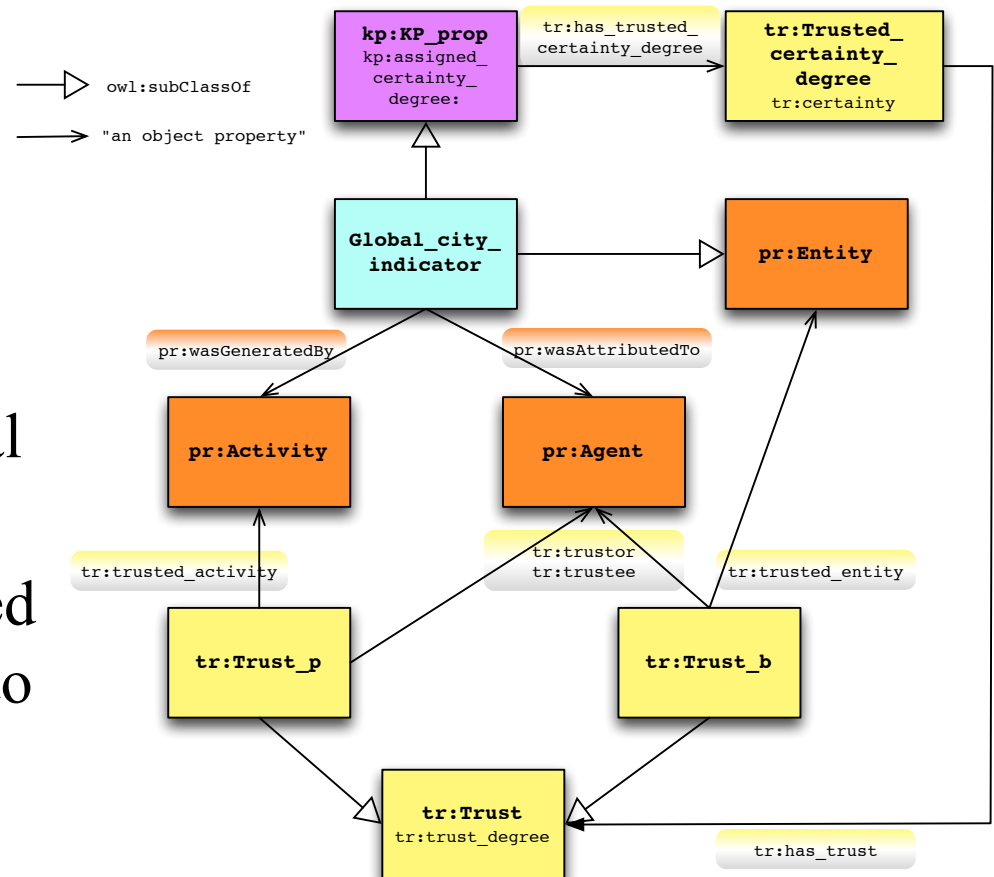 owl:subClassOf
"an object property"
kp:KP_prop
kp:assigned_
certainty_
degree:
tr:has_trusted_
certainty_degree
tr:Trusted_
certainty_
degree
tr:certainty
Global_city_
indicator
pr:Entity
pr:wasGeneratedBy
pr:wasAttributedTo
pr:Activity
pr:Agent
tr:trusted_activity
tr:trustor
tr:trustee
tr:trusted_entity
ed
to
tr:Trust_p
tr:Trust_b
tr:Trust
tr:trust_degree
tr:has_trust